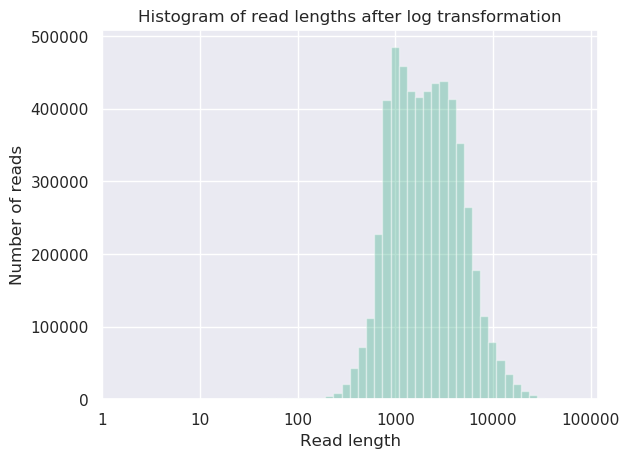 Histogram of read lengths after log transformation
500000
400000
300000
200000
100000
0
Number of reads
1 10 100 1000 10000 100000
Read length